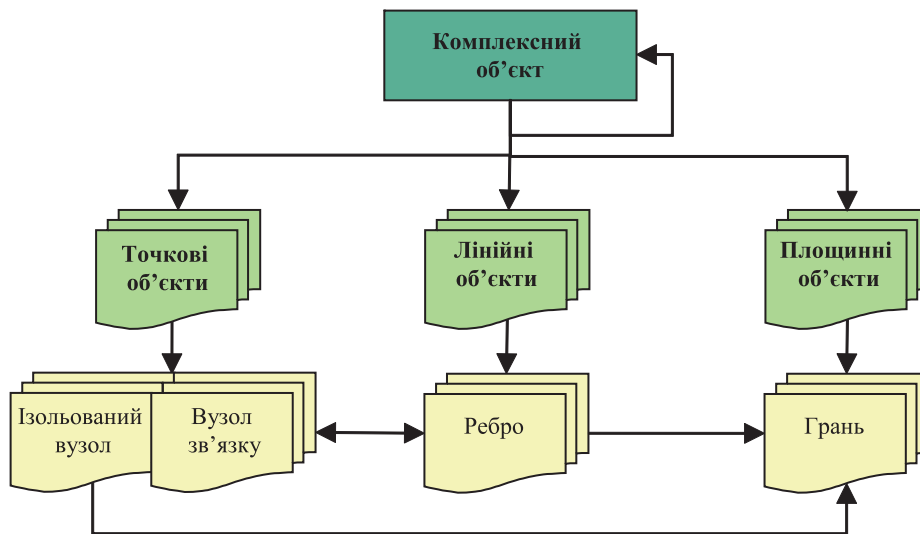 Комплексний
об’єкт
Точкові
об’єкти
Лінійні
об’єкти
Площинні
об’єкти
Ізольований
вузол
Вузол
зв’язку
Ребро
Грань